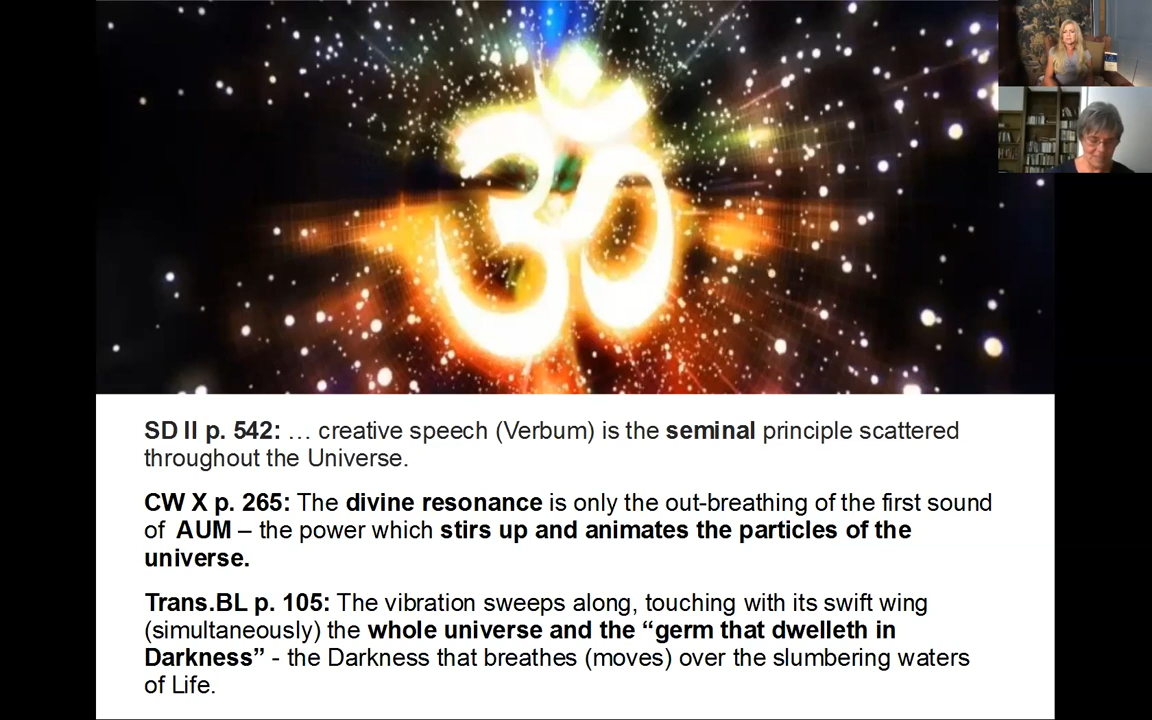 ॐ
SD II p. 542: … creative speech (Verbum) is the seminal principle scattered
throughout the Universe.
CW X p. 265: The divine resonance is only the out-breathing of the first sound
of AUM – the power which stirs up and animates the particles of the
universe.
Trans.BL p. 105: The vibration sweeps along, touching with its swift wing
(simultaneously) the whole universe and the “germ that dwelleth in
Darkness” - the Darkness that breathes (moves) over the slumbering waters
of Life.